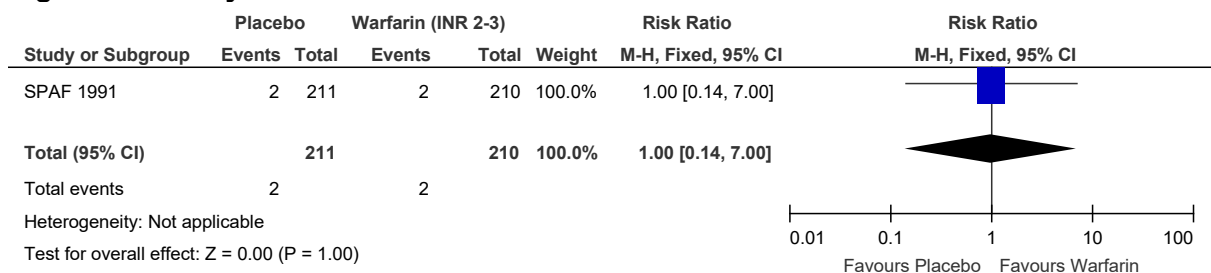 Placebo Warfarin (INR 2-3) Risk Ratio Risk Ratio
Study or Subgroup Events Total Events Total Weight M-H, Fixed, 95% CI M-H, Fixed, 95% CI
SPAF 1991 2 211 2 210 100.0% 1.00 [0.14, 7.00]
Total (95% CI) 211 210 100.0% 1.00 [0.14, 7.00]
Total events 2 2
Heterogeneity: Not applicable
Test for overall effect: Z = 0.00 (P = 1.00)
0.01 0.1 1 10 100
Favours Placebo Favours Warfarin